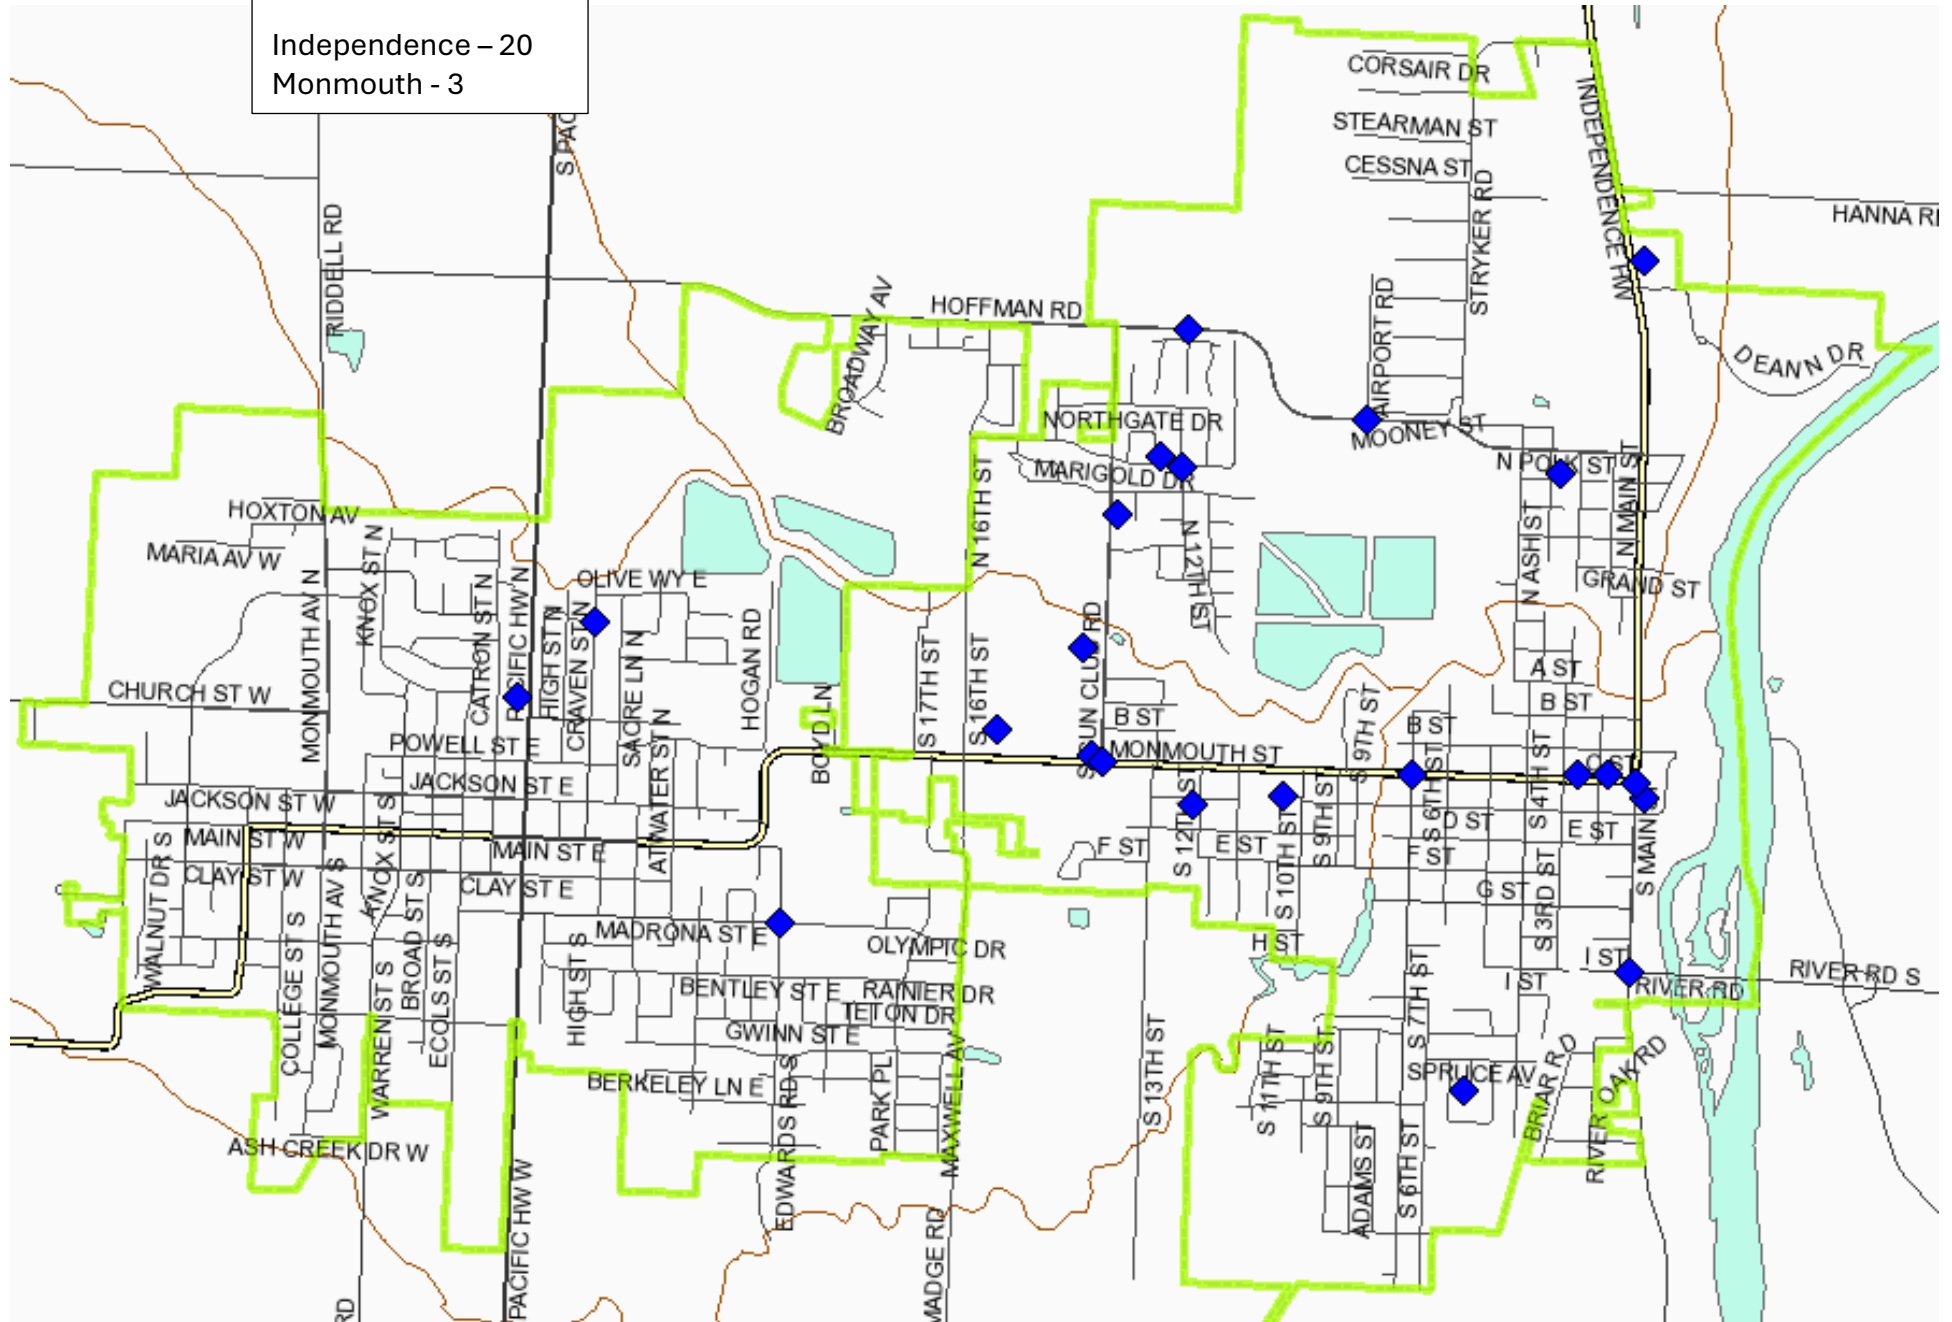 Independence – 20
Monmouth - 3
CORSAIR DR
S PAC
STEARMAN ST
INDEPENDENCE HW
CESSNA ST
HANNA RD
RIDDELL RD
STRYKER RD
HOFFMAN RD
BROADWAY AV
AIRPORT RD
DEANN DR
NORTHGATE DR
MOONEY ST
MARIGOLD DR
N POLK ST
N MAIN ST
HOXTON AV
MARIA AV W
KNOX ST N
N 16TH ST
N 12TH ST
N ASH ST
GRAND ST
OLIVE WY E
MONMOUTH AV N
CATRON ST N
PACIFIC HW N
HIGH ST N
CRAVEN ST N
SACRE LN N
HOGAN RD
S 17TH ST
S 16TH ST
S GUN CLUB RD
A ST
CHURCH ST W
B ST
B ST
B ST
S 9TH ST
POWELL ST E
ATWATER ST N
BOYD LN
MONMOUTH ST
C ST
JACKSON ST E
JACKSON ST W
S 6TH ST
S 4TH ST
D ST
E ST
MAIN ST W
MAIN ST E
F ST
E ST
F ST
S 12TH ST
S 10TH ST
S 9TH ST
S MAIN ST
WALNUT DR S
CLAY ST W
KNOX ST S
CLAY ST E
G ST
S 3RD ST
MADRONA ST E
OLYMPIC DR
H ST
I ST
I ST
RIVER RD S
RIVER RD
COLLEGE ST S
MONMOUTH AV S
WARREN ST S
BROAD ST S
ECOLS ST S
HIGH ST S
BENTLEY ST E
RAINIER DR
TETON DR
GWINN ST E
S 7TH ST
S 13TH ST
S 11TH ST
S 9TH ST
SPRUCE AV
BRIAR RD
RIVER OAK RD
BERKELEY LN E
EDWARDS RD S
PARK PL
MAXWELL AV
ASH CREEK DR W
ADAMS ST
S 6TH ST
PACIFIC HW W
MADGE RD
RD